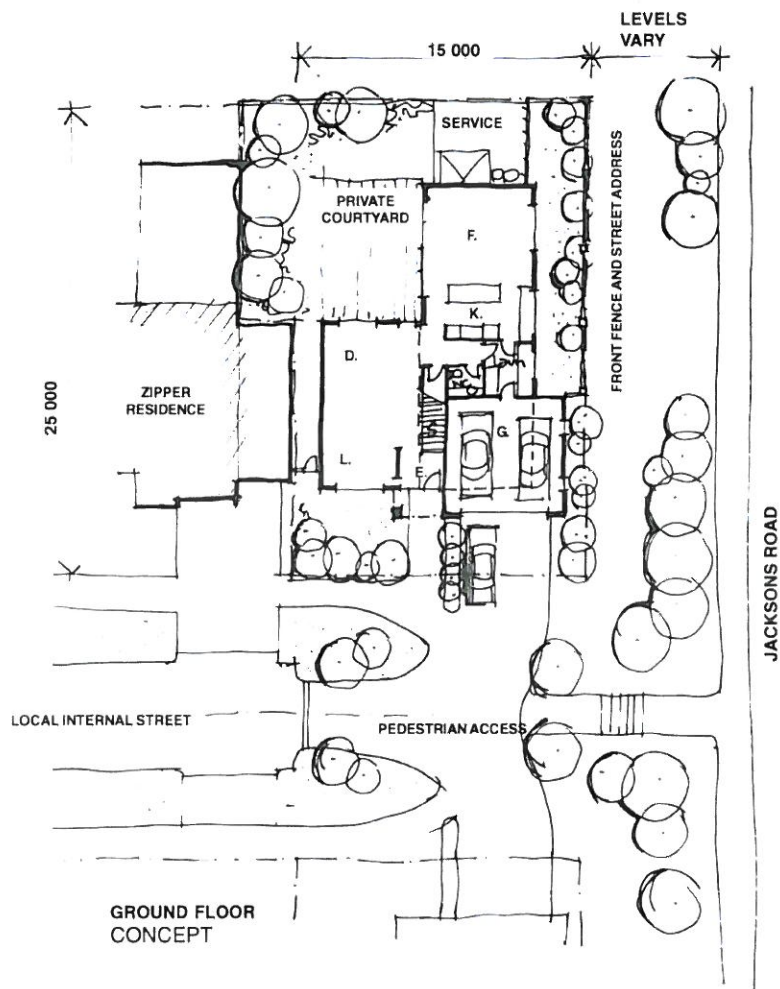 LEVELS
VARY
15 000
SERVICE
PRIVATE
COURTYARD
F.
FRONT FENCE AND STREET ADDRESS
K.
D.
25 000
ZIPPER
RESIDENCE
S.
G.
L.
E.
JACKSONS ROAD
LOCAL INTERNAL STREET
PEDESTRIAN ACCESS
GROUND FLOOR
CONCEPT